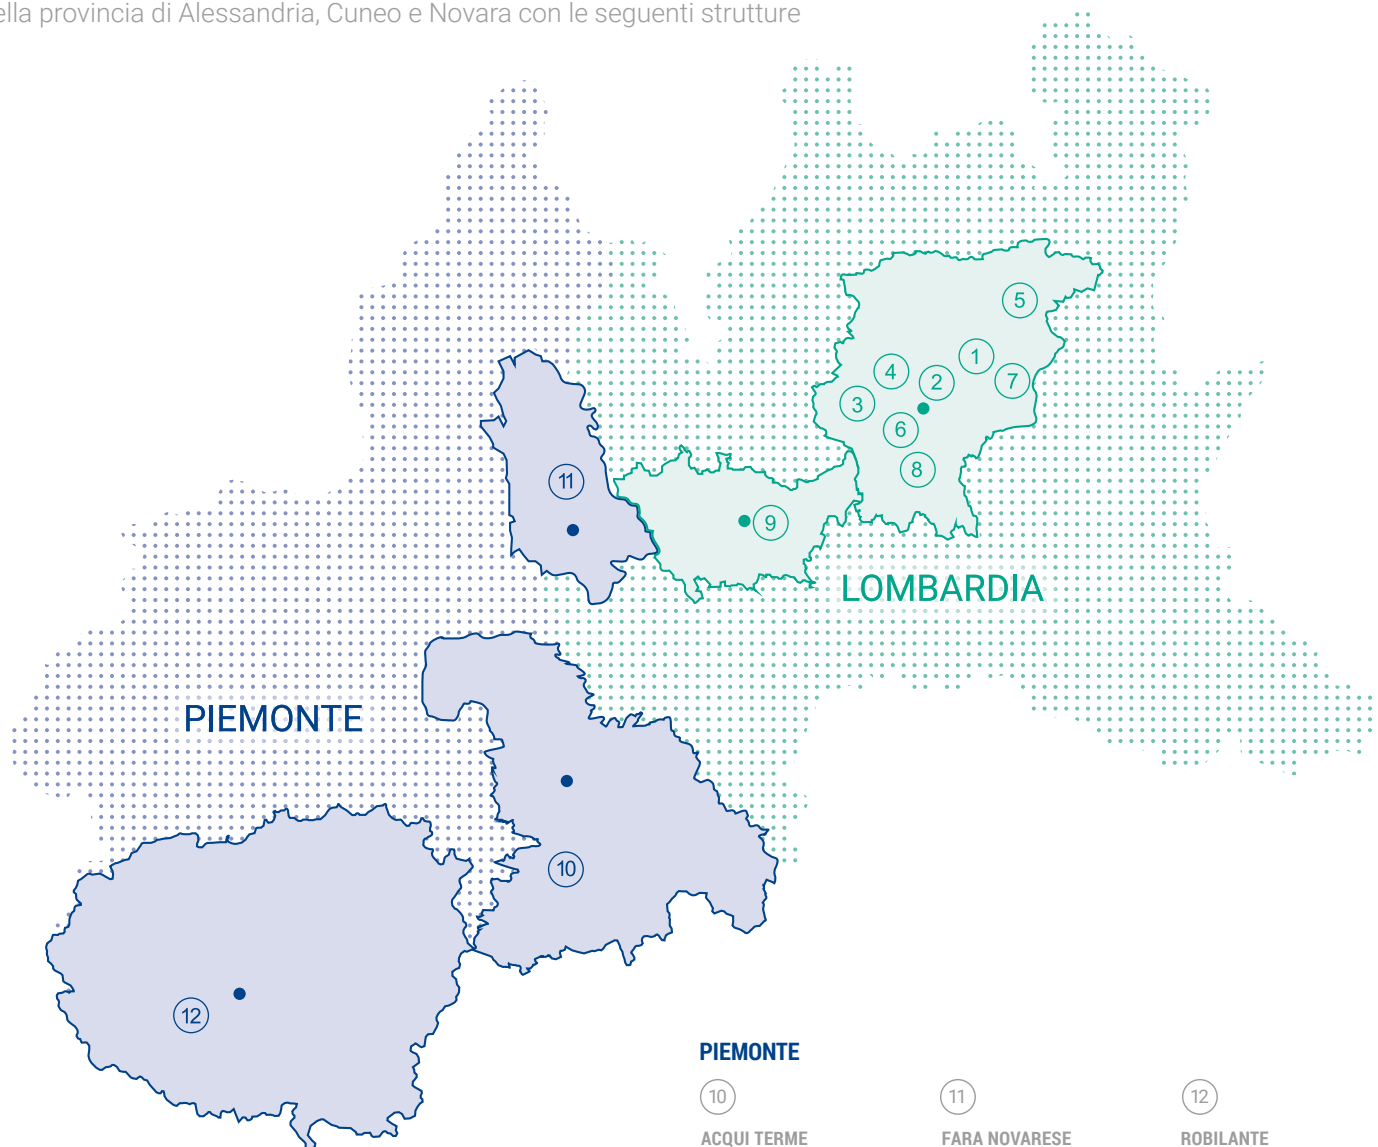 ella provincia di Alessandria, Cuneo e Novara con le seguenti strutture
5
1
4
2
7
3
6
8
11
9
LOMBARDIA
PIEMONTE
10
12
PIEMONTE
10 11 12
ACQUI TERME FARA NOVARESE ROBILANTE